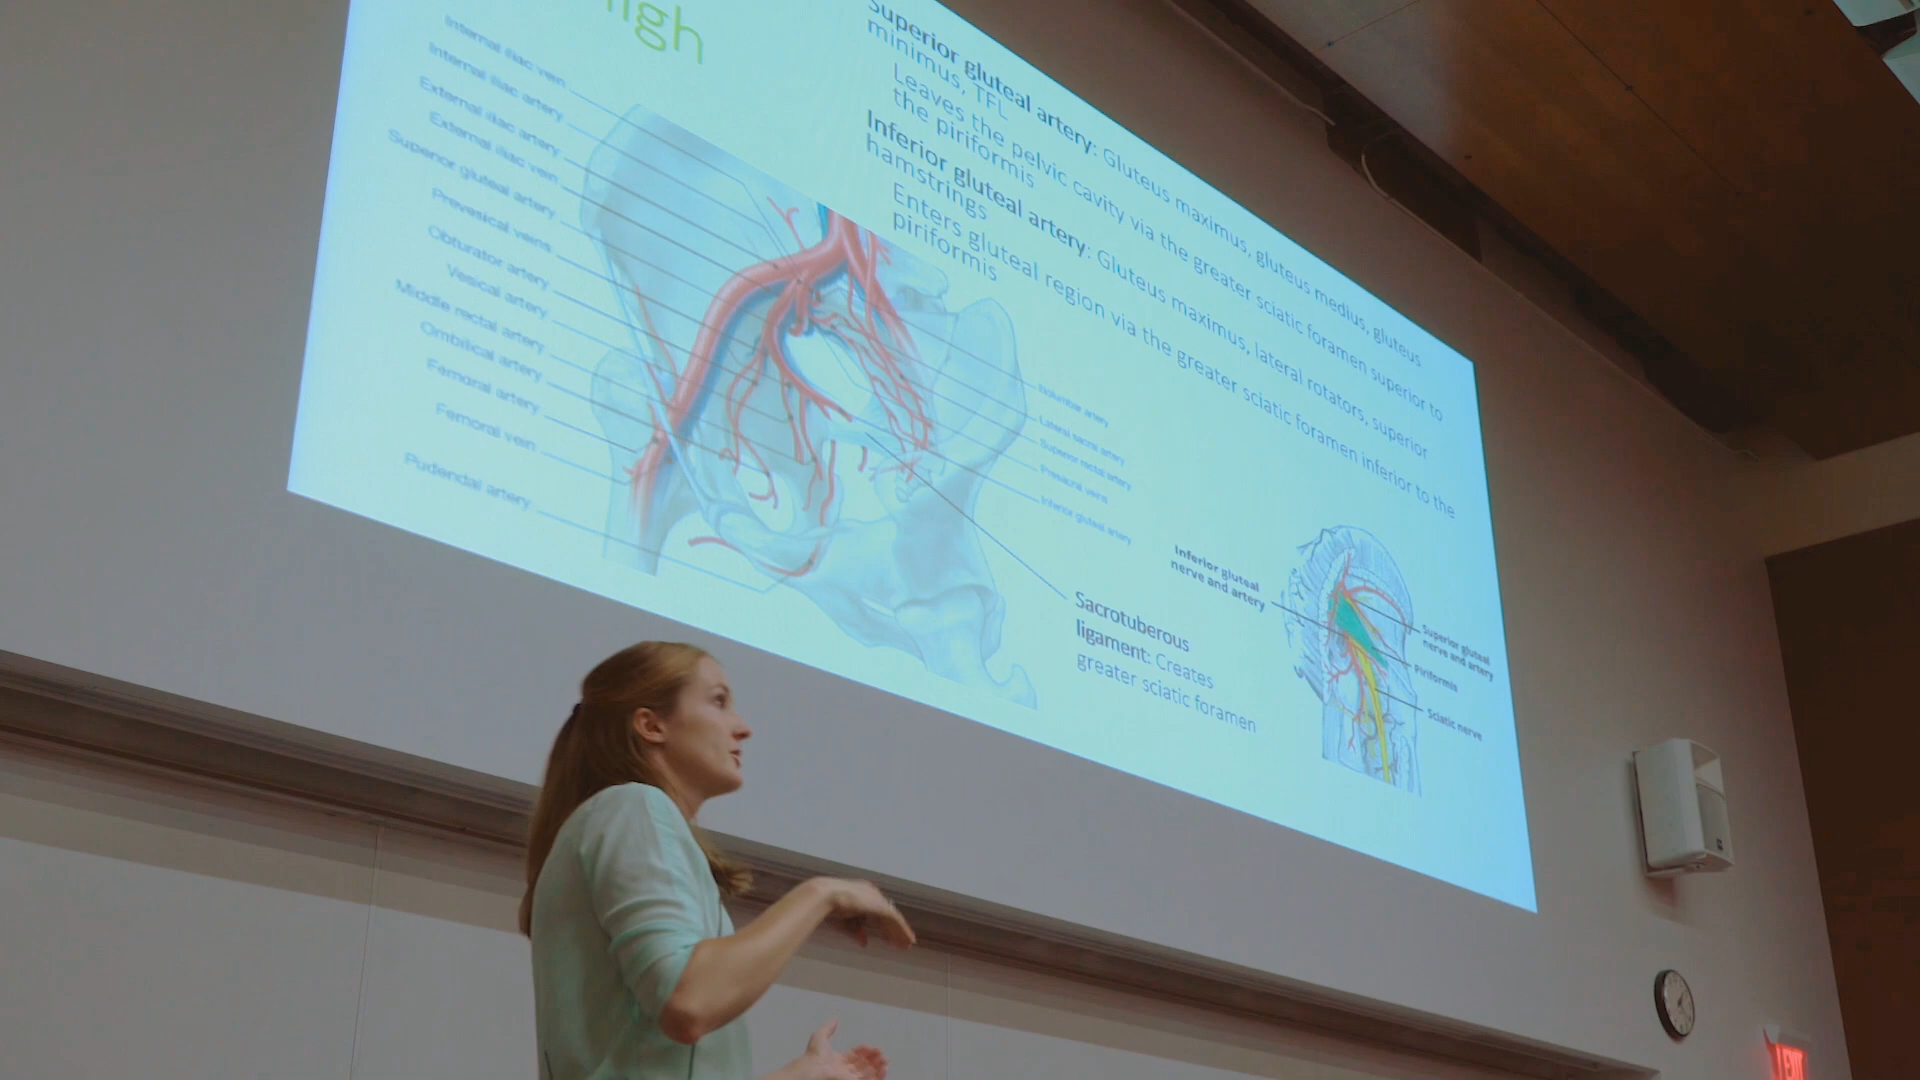 igh
Superior gluteal artery: Gluteus maximus, gluteus medius, gluteus
minimus, TFL
Leaves the pelvic cavity via the greater sciatic foramen superior to
the piriformis
Inferior gluteal artery: Gluteus maximus, lateral rotators, superior
hamstrings
Enters gluteal region via the greater sciatic foramen inferior to the
piriformis
Internal iliac vein
Internal iliac artery
External iliac artery
External iliac vein
Superior gluteal artery
Prevesical veins
Obturator artery
Vesical artery
Middle rectal artery
Ombilical artery
Femoral artery
Femoral vein
Pudendal artery
Iliolumbar artery
Lateral sacral artery
Superior rectal artery
Presacral veins
Inferior gluteal artery
Sacrotuberous
ligament: Creates
greater sciatic foramen
Inferior gluteal
nerve and artery
Superior gluteal
nerve and artery
Piriformis
Sciatic nerve
EXIT